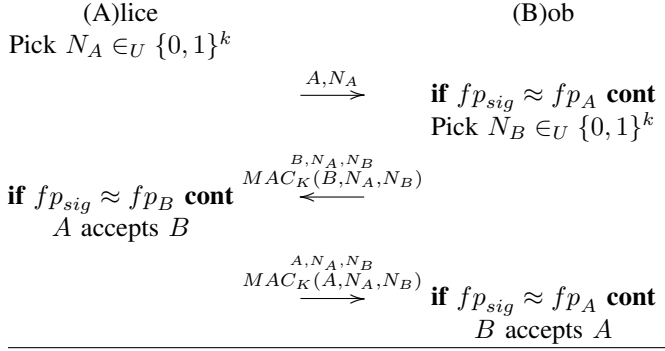 (A)lice (B)ob
Pick N_A ∈_U {0, 1}^k
A,N_A
if fp_sig ≈ fp_A cont
Pick N_B ∈_U {0, 1}^k
B,N_A,N_B
MAC_K(B,N_A,N_B)
if fp_sig ≈ fp_B cont
A accepts B
A,N_A,N_B
MAC_K(A,N_A,N_B)
if fp_sig ≈ fp_A cont
B accepts A